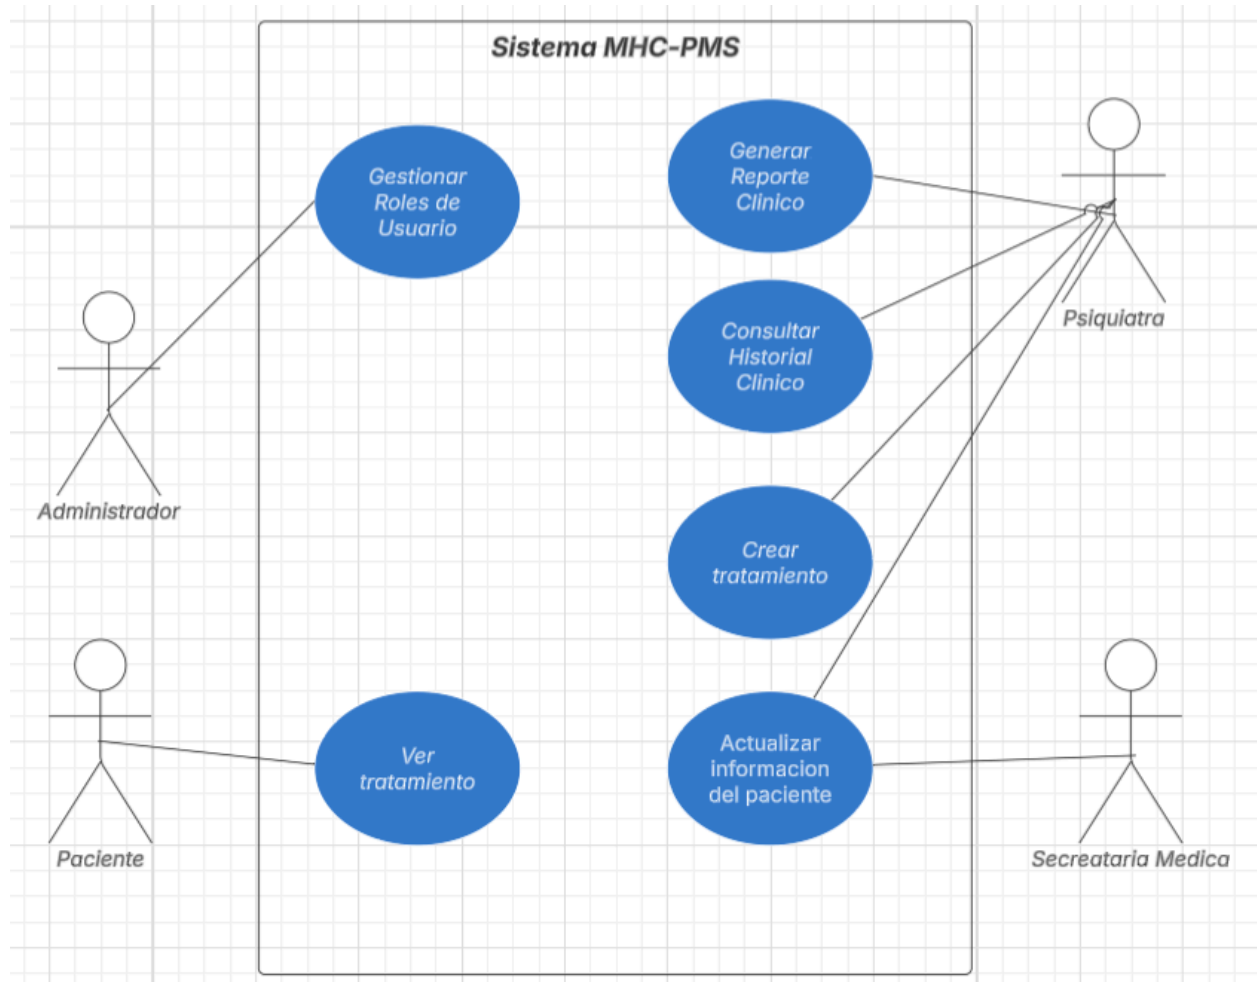 Sistema MHC-PMS
Gestionar
Roles de
Usuario
Generar
Reporte
Clinico
Psiquiatra
Consultar
Historial
Clinico
Administrador
Crear
tratamiento
Ver
tratamiento
Actualizar
informacion
del paciente
Paciente
Secreataria Medica